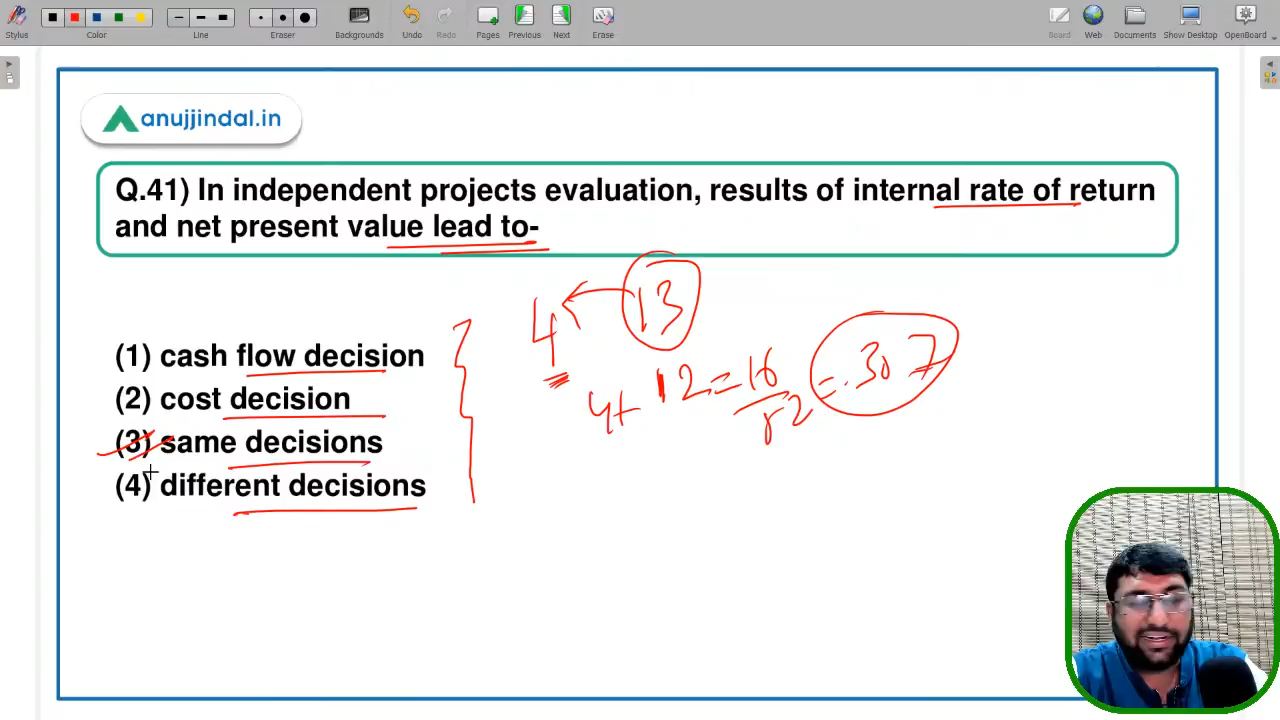 Stylus
Color
Line
Eraser
Backgrounds
Undo
Redo
Pages
Previous
Next
Erase
Board
Web
Documents
Show Desktop
OpenBoard
anujjindal.in
Q.41) In independent projects evaluation, results of internal rate of return
and net present value lead to-
(1) cash flow decision
(2) cost decision
(3) same decisions
(4) different decisions
4 13
4+ 12 = 16
= .307